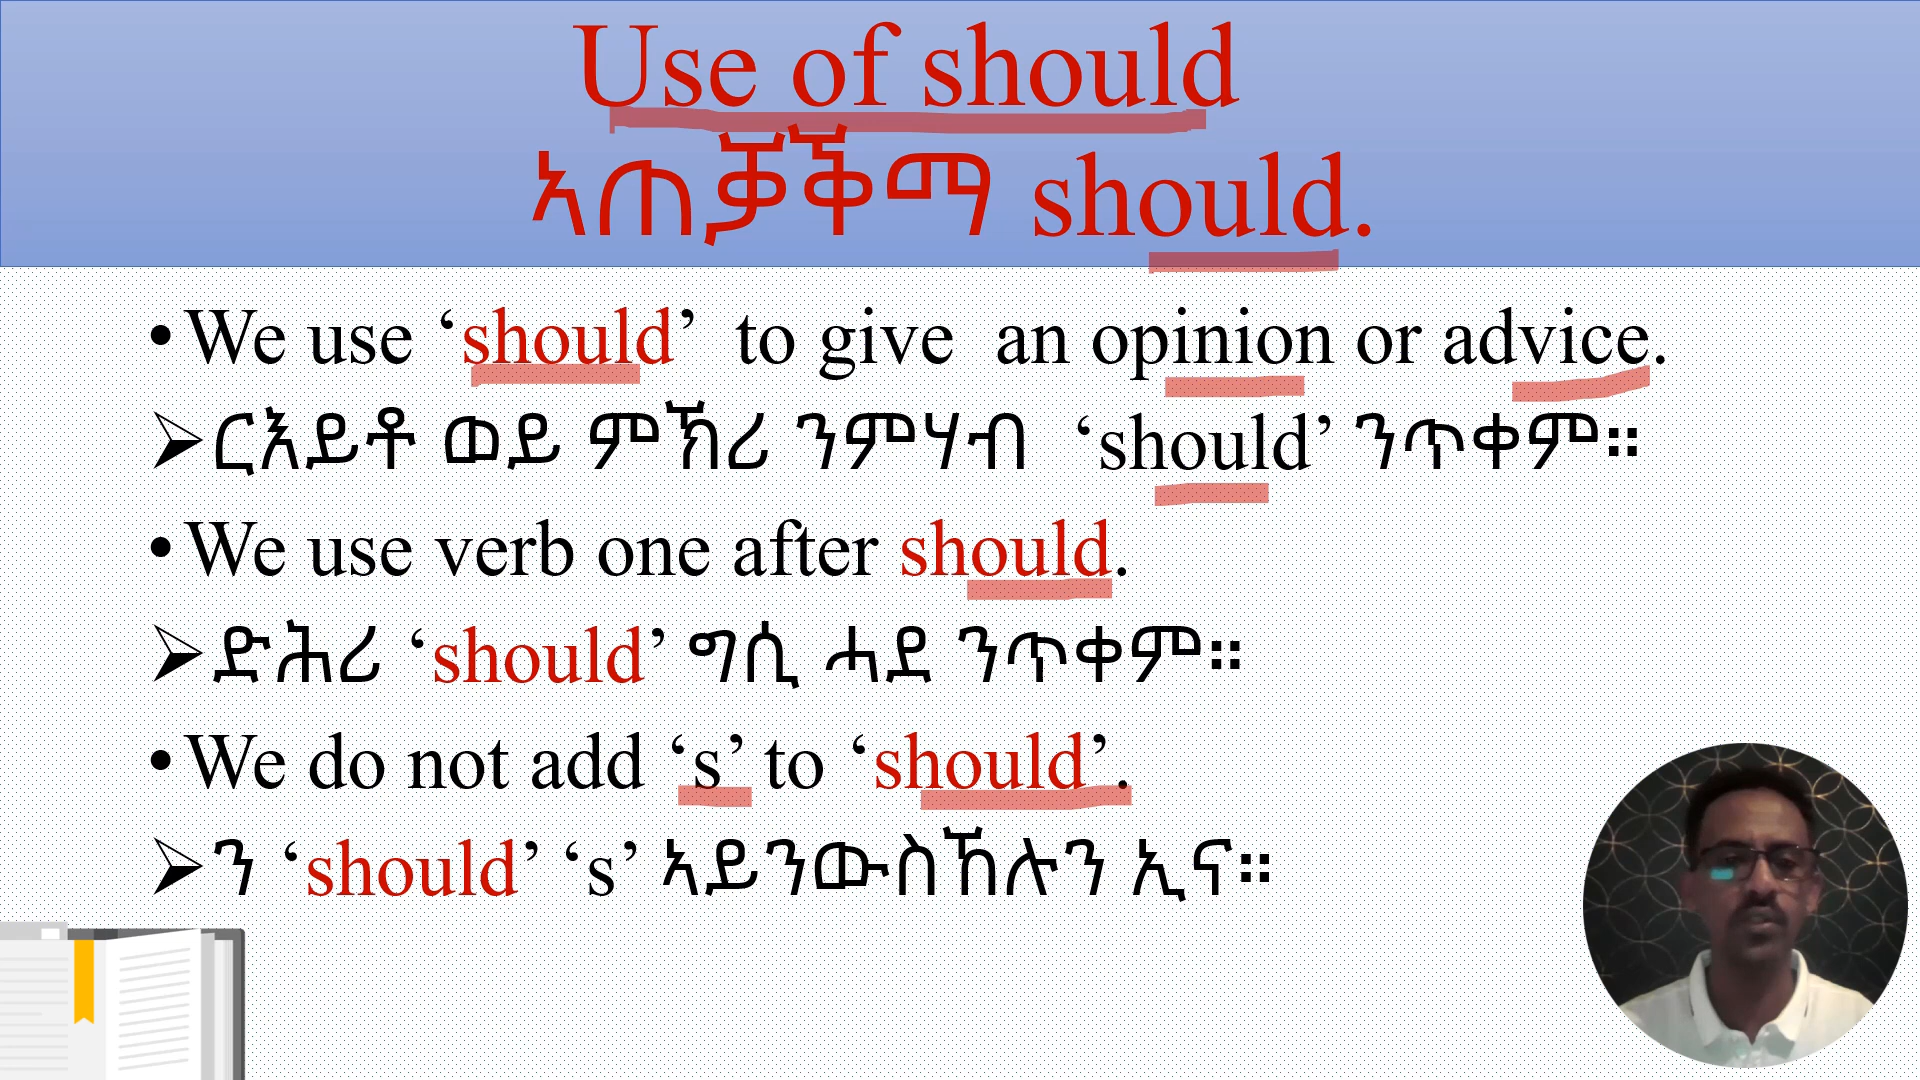 Use of should
ኣጠቓቕማ should.
•We use ‘should’ to give an opinion or advice.
➢ርእይቶ ወይ ምኽሪ ንምሃብ ‘should’ ንጥቀም።
•We use verb one after should.
➢ድሕሪ ‘should’ ግሲ ሓደ ንጥቀም።
•We do not add ‘s’ to ‘should’.
➢ን ‘should’ ‘s’ ኣይንውስኸሉን ኢና።